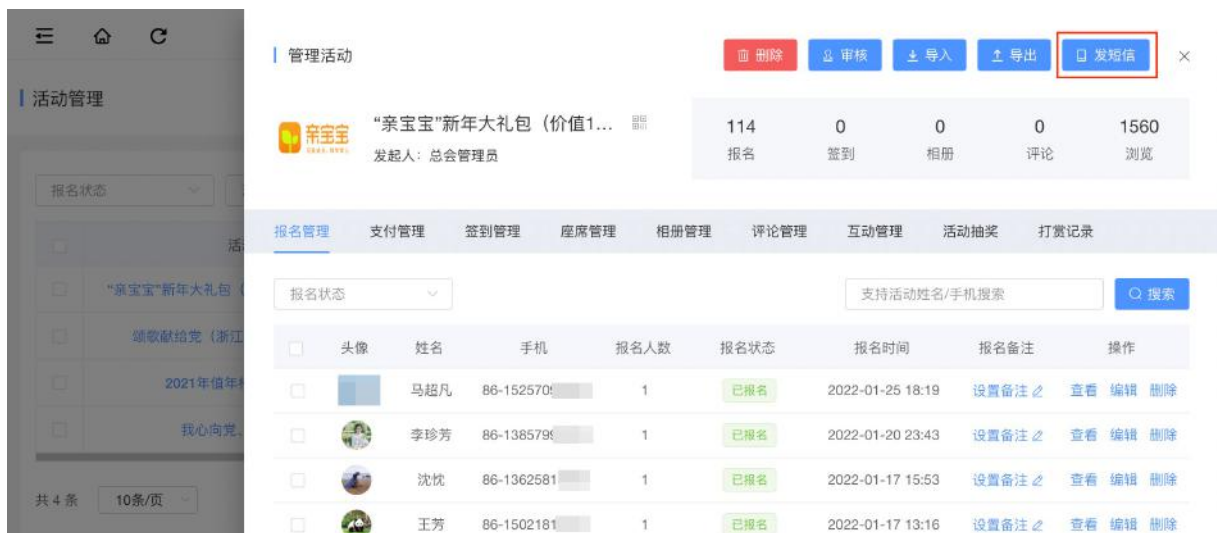 管理活动
删除 审核 导入 导出 发短信
活动管理
亲宝宝
“亲宝宝”新年大礼包（价值1...
发起人：总会管理员
114 0 0 0 1560
报名 签到 相册 评论 浏览
报名状态
报名管理 支付管理 签到管理 座席管理 相册管理 评论管理 互动管理 活动抽奖 打赏记录
活
“亲宝宝”新年大礼包（
报名状态 支持活动姓名/手机搜索 搜索
颂歌献给党（浙江
头像 姓名 手机 报名人数 报名状态 报名时间 报名备注 操作
2021年值年
马超凡 86-152570 1 已报名 2022-01-25 18:19 设置备注 查看 编辑 删除
我心向党、
李珍芳 86-138579 1 已报名 2022-01-20 23:43 设置备注 查看 编辑 删除
沈忱 86-1362581 1 已报名 2022-01-17 15:53 设置备注 查看 编辑 删除
共 4 条 10条/页
王芳 86-1502181 1 已报名 2022-01-17 13:16 设置备注 查看 编辑 删除